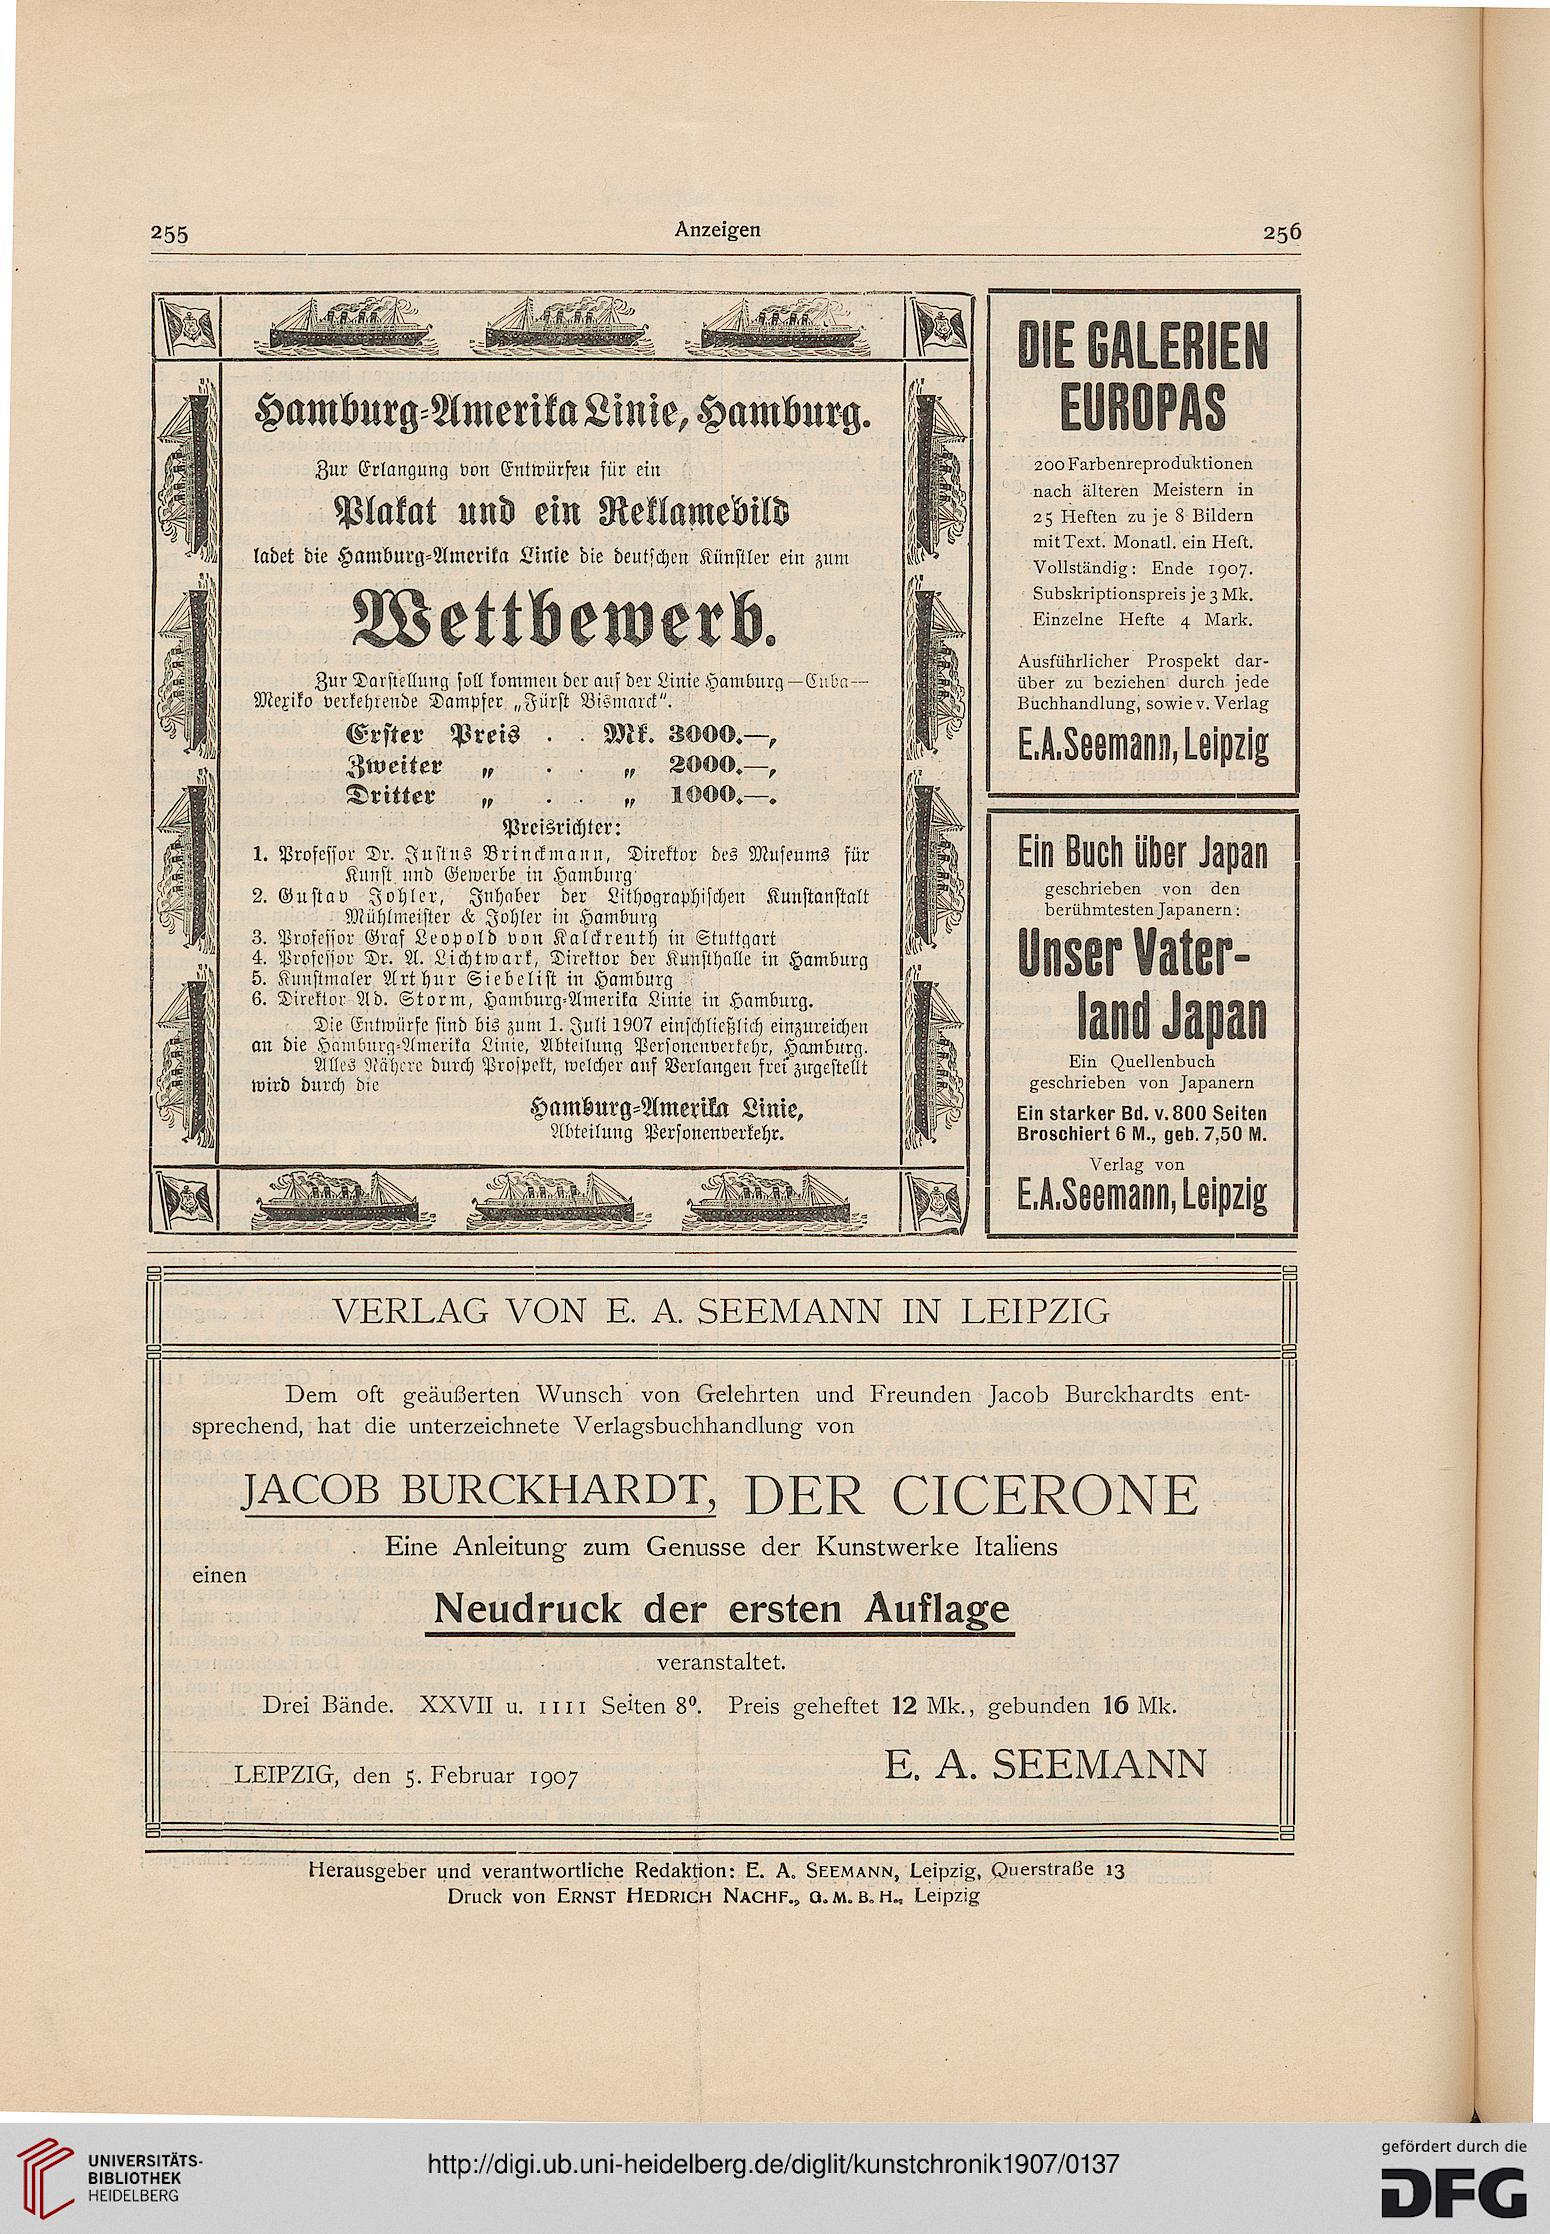 255
Anzeigen
256
Hamburg-Amerika Linie, Hamburg.
Zur Erlangung von Entwürfen für ein
Plakat und ein Reklamebild
ladet die Hamburg-Amerika Linie die deutschen Künstler ein zum
Wettbewerb.
Zur Darstellung soll kommen der auf der Linie Hamburg—Cuba—
Mexiko verkehrende Dampfer „Fürst Bismarck".
Erster Preis . . Mk. 3000.—,
Zweiter „ . . „ 2000.—,
Dritter „ . . „ 1000.—.
Preisrichter:
1. Professor Dr. Justus Brinckmann, Direktor des Museums für
Kunst und Gewerbe in Hamburg
2. Gustav Johler, Inhaber der Lithographischen Kunstanstalt
Mühlmeister & Johler in Hamburg
3. Professor Graf Leopold von Kalckreuth in Stuttgart
4. Professor Dr. A. Lichtwark, Direktor der Kunsthalle in Hamburg
5. Kunstmaler Arthur Siebelist in Hamburg
6. Direktor Ad. Storm, Hamburg-Amerika Linie in Hamburg.
Die Entwürfe sind bis zum 1. Juli 1907 einschließlich einzureichen
an die Hamburg-Amerika Linie, Abteilung Personenverkehr, Hamburg.
Alles Nähere durch Prospekt, welcher auf Verlangen frei zugestellt
wird durch die
Hamburg-Amerika Linie,
Abteilung Personenverkehr.
DIE GALERIEN
EUROPAS
200 Farbenreproduktionen
nach älteren Meistern in
25 Heften zu je 8 Bildern
mit Text. Monatl. ein Heft.
Vollständig: Ende 1907.
Subskriptionspreis je 3 Mk.
Einzelne Hefte 4 Mark.
Ausführlicher Prospekt dar-
über zu beziehen durch jede
Buchhandlung, sowie v. Verlag
E.A.Seemann, Leipzig
Ein Buch über Japan
geschrieben von den
berühmtesten Japanern:
Unser Vater-
land Japan
Ein Quellenbuch
geschrieben von Japanern
Ein starker Bd. v. 800 Seiten
Broschiert 6 M., geb. 7,50 M.
Verlag von
E.A.Seemann, Leipzig
VERLAG VON E. A. SEEMANN IN LEIPZIG
Dem oft geäußerten Wunsch von Gelehrten und Freunden Jacob Burckhardts ent-
sprechend, hat die unterzeichnete Verlagsbuchhandlung von
JACOB BURCKHARDT, DER CICERONE
Eine Anleitung zum Genusse der Kunstwerke Italiens
einen
Neudruck der ersten Auflage
veranstaltet.
Drei Bände. XXVII u. 1111 Seiten 8⁰. Preis geheftet 12 Mk., gebunden 16 Mk.
LEIPZIG, den 5. Februar 1907
E. A. SEEMANN
Herausgeber und verantwortliche Redaktion: E. A. SEEMANN, Leipzig, Querstraße 13
Druck von ERNST HEDRICH NACHF., G. M. B. H., Leipzig
UNIVERSITÄTS-
BIBLIOTHEK
HEIDELBERG
http://digi.ub.uni-heidelberg.de/diglit/kunstchronik1907/0137
gefördert durch die
DFG